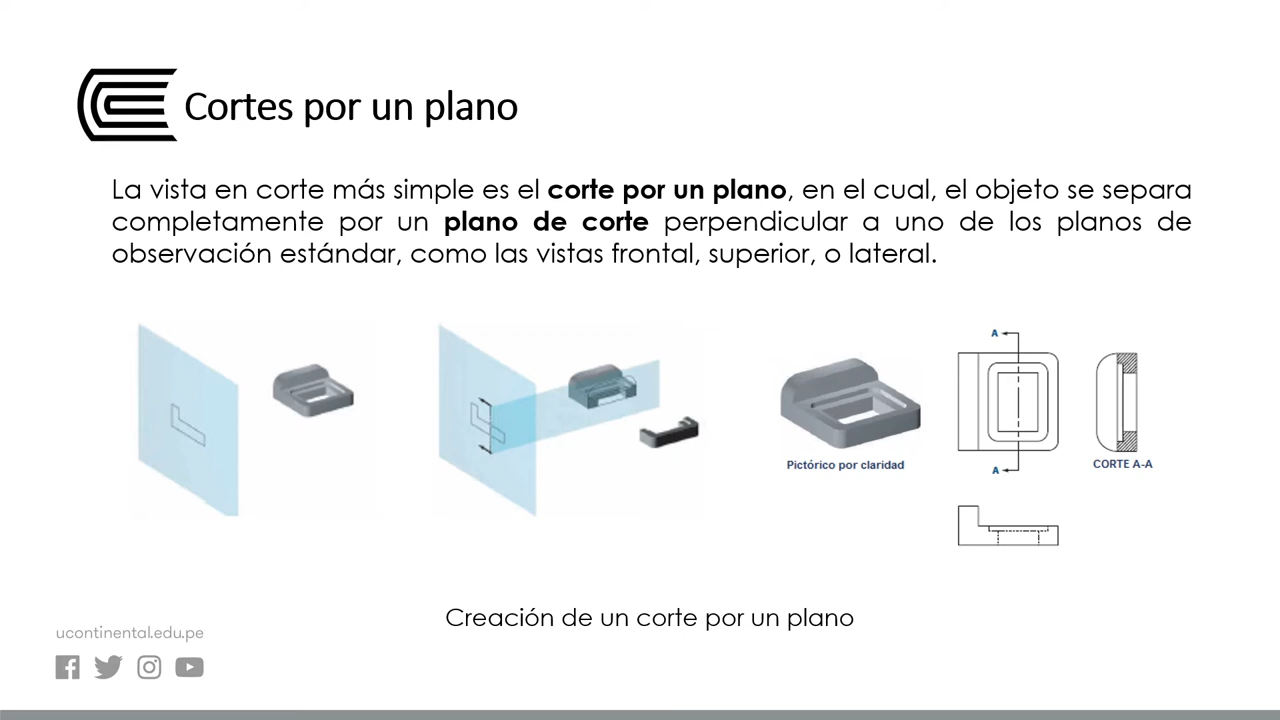 Cortes por un plano
La vista en corte más simple es el corte por un plano, en el cual, el objeto se separa
completamente por un plano de corte perpendicular a uno de los planos de
observación estándar, como las vistas frontal, superior, o lateral.
A
A
Pictórico por claridad
CORTE A-A
Creación de un corte por un plano
ucontinental.edu.pe